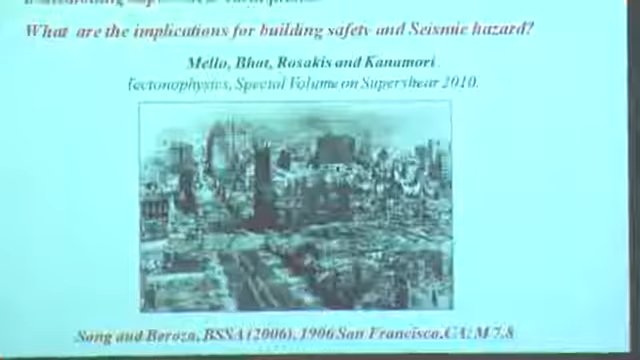 What are the implications for building safety and Seismic hazard?
Mello, Bhat, Rosakis and Kanamori
Tectonophysics, Special Volume on Supershear 2010.
Song and Beroza, BSSA (2006), 1906 San Francisco, CA: M 7.8